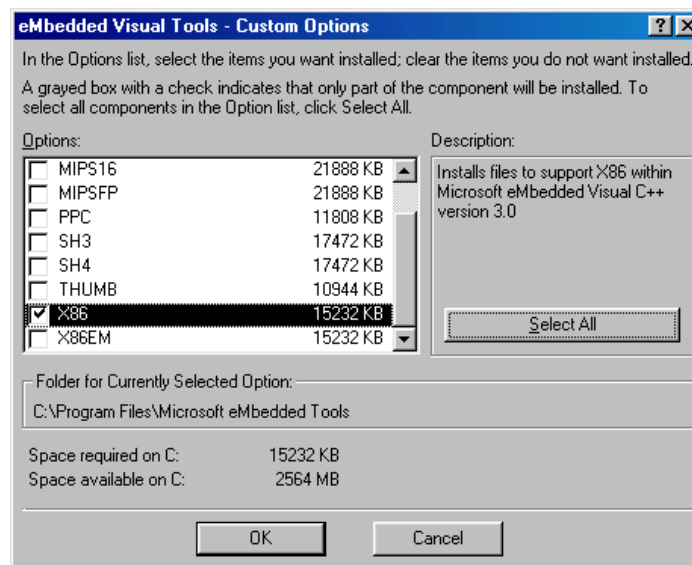 eMbedded Visual Tools - Custom Options
In the Options list, select the items you want installed; clear the items you do not want installed.
A grayed box with a check indicates that only part of the component will be installed. To
select all components in the Option list, click Select All.
Options:
MIPS16 21888 KB
MIPSFP 21888 KB
PPC 11808 KB
SH3 17472 KB
SH4 17472 KB
THUMB 10944 KB
X86 15232 KB
X86EM 15232 KB
Description:
Installs files to support X86 within
Microsoft eMbedded Visual C++
version 3.0
Select All
Folder for Currently Selected Option:
C:\Program Files\Microsoft eMbedded Tools
Space required on C: 15232 KB
Space available on C: 2564 MB
OK Cancel